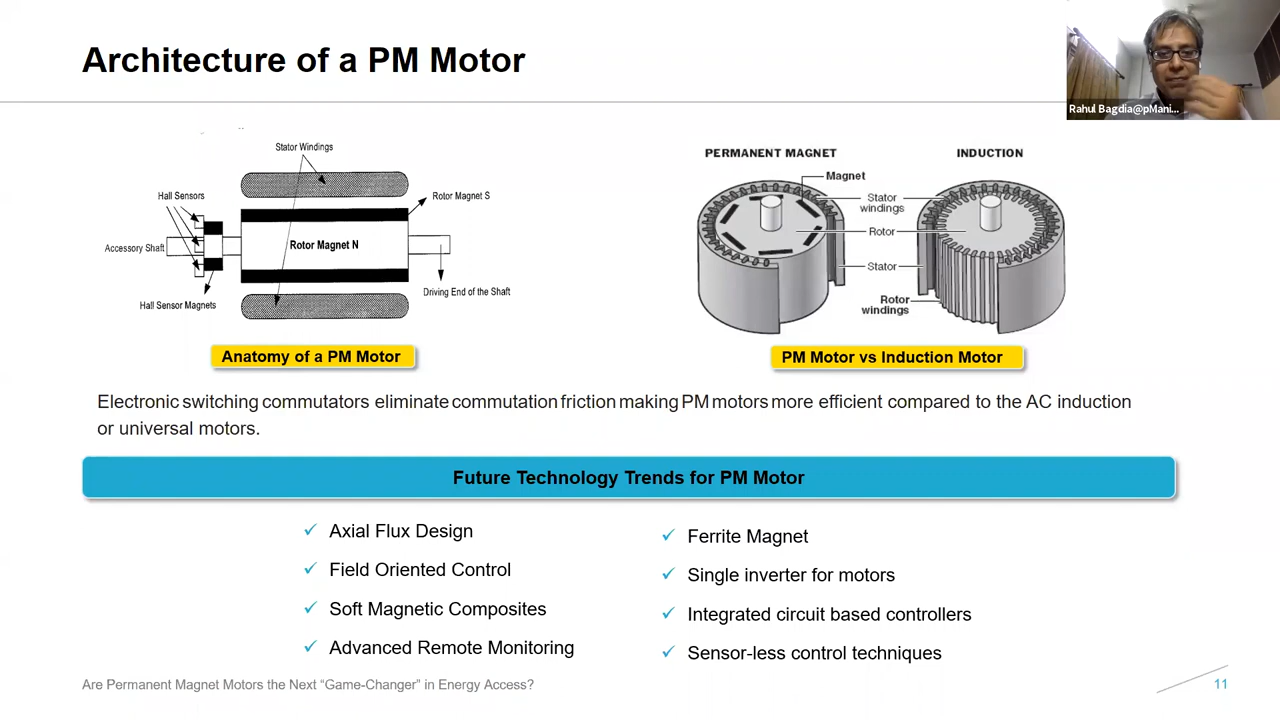 Architecture of a PM Motor
Rahul Bagdia@pMani...
Stator Windings
Hall Sensors
Rotor Magnet S
Accessory Shaft
Rotor Magnet N
Driving End of the Shaft
Hall Sensor Magnets
Anatomy of a PM Motor
PERMANENT MAGNET
INDUCTION
Magnet
Stator
windings
Rotor
Stator
Rotor
windings
PM Motor vs Induction Motor
Electronic switching commutators eliminate commutation friction making PM motors more efficient compared to the AC induction
or universal motors.
Future Technology Trends for PM Motor
Axial Flux Design
Field Oriented Control
Soft Magnetic Composites
Advanced Remote Monitoring
Ferrite Magnet
Single inverter for motors
Integrated circuit based controllers
Sensor-less control techniques
Are Permanent Magnet Motors the Next “Game-Changer” in Energy Access?
11